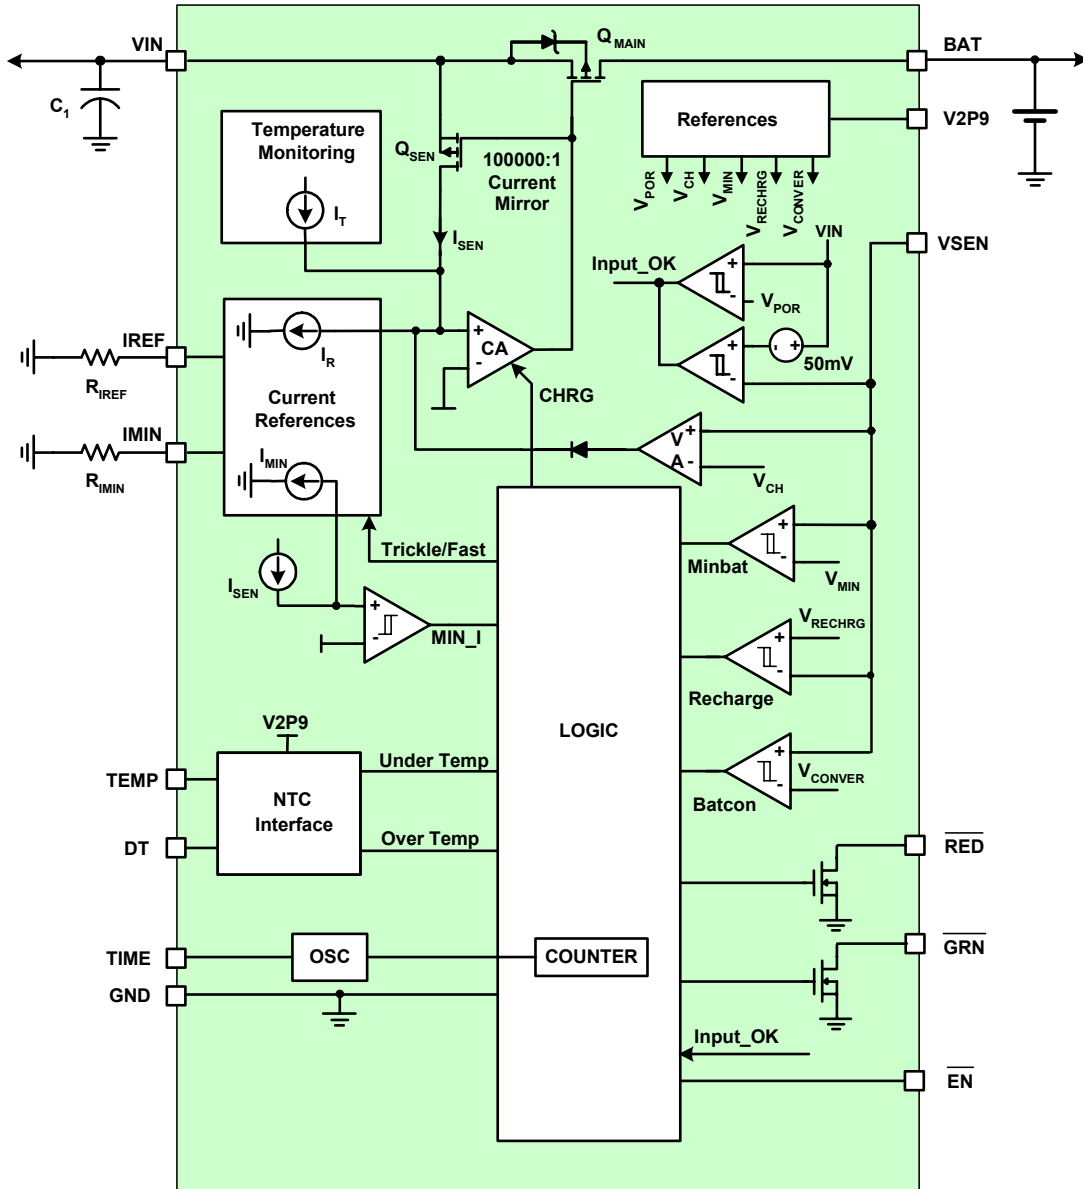 VIN
Q MAIN
BAT
C1
Temperature
Monitoring
IT
QSEN
100000:1
Current
Mirror
ISEN
References
V2P9
VPOR
VCH
VMIN
VRECHRG
VCONVER
VIN
VSEN
Input_OK
+
-
VPOR
- +
50mV
+
-
IREF
RIREF
IR
Current
References
+
CA
-
CHRG
IMIN
RIMIN
IMIN
V +
A -
VCH
Trickle/Fast
ISEN
+
-
MIN_I
+
-
Minbat
VMIN
VRECHRG
+
-
Recharge
LOGIC
V2P9
TEMP
NTC
Interface
DT
Under Temp
Over Temp
+
-
VCONVER
Batcon
RED
TIME
OSC
COUNTER
GRN
GND
Input_OK
EN